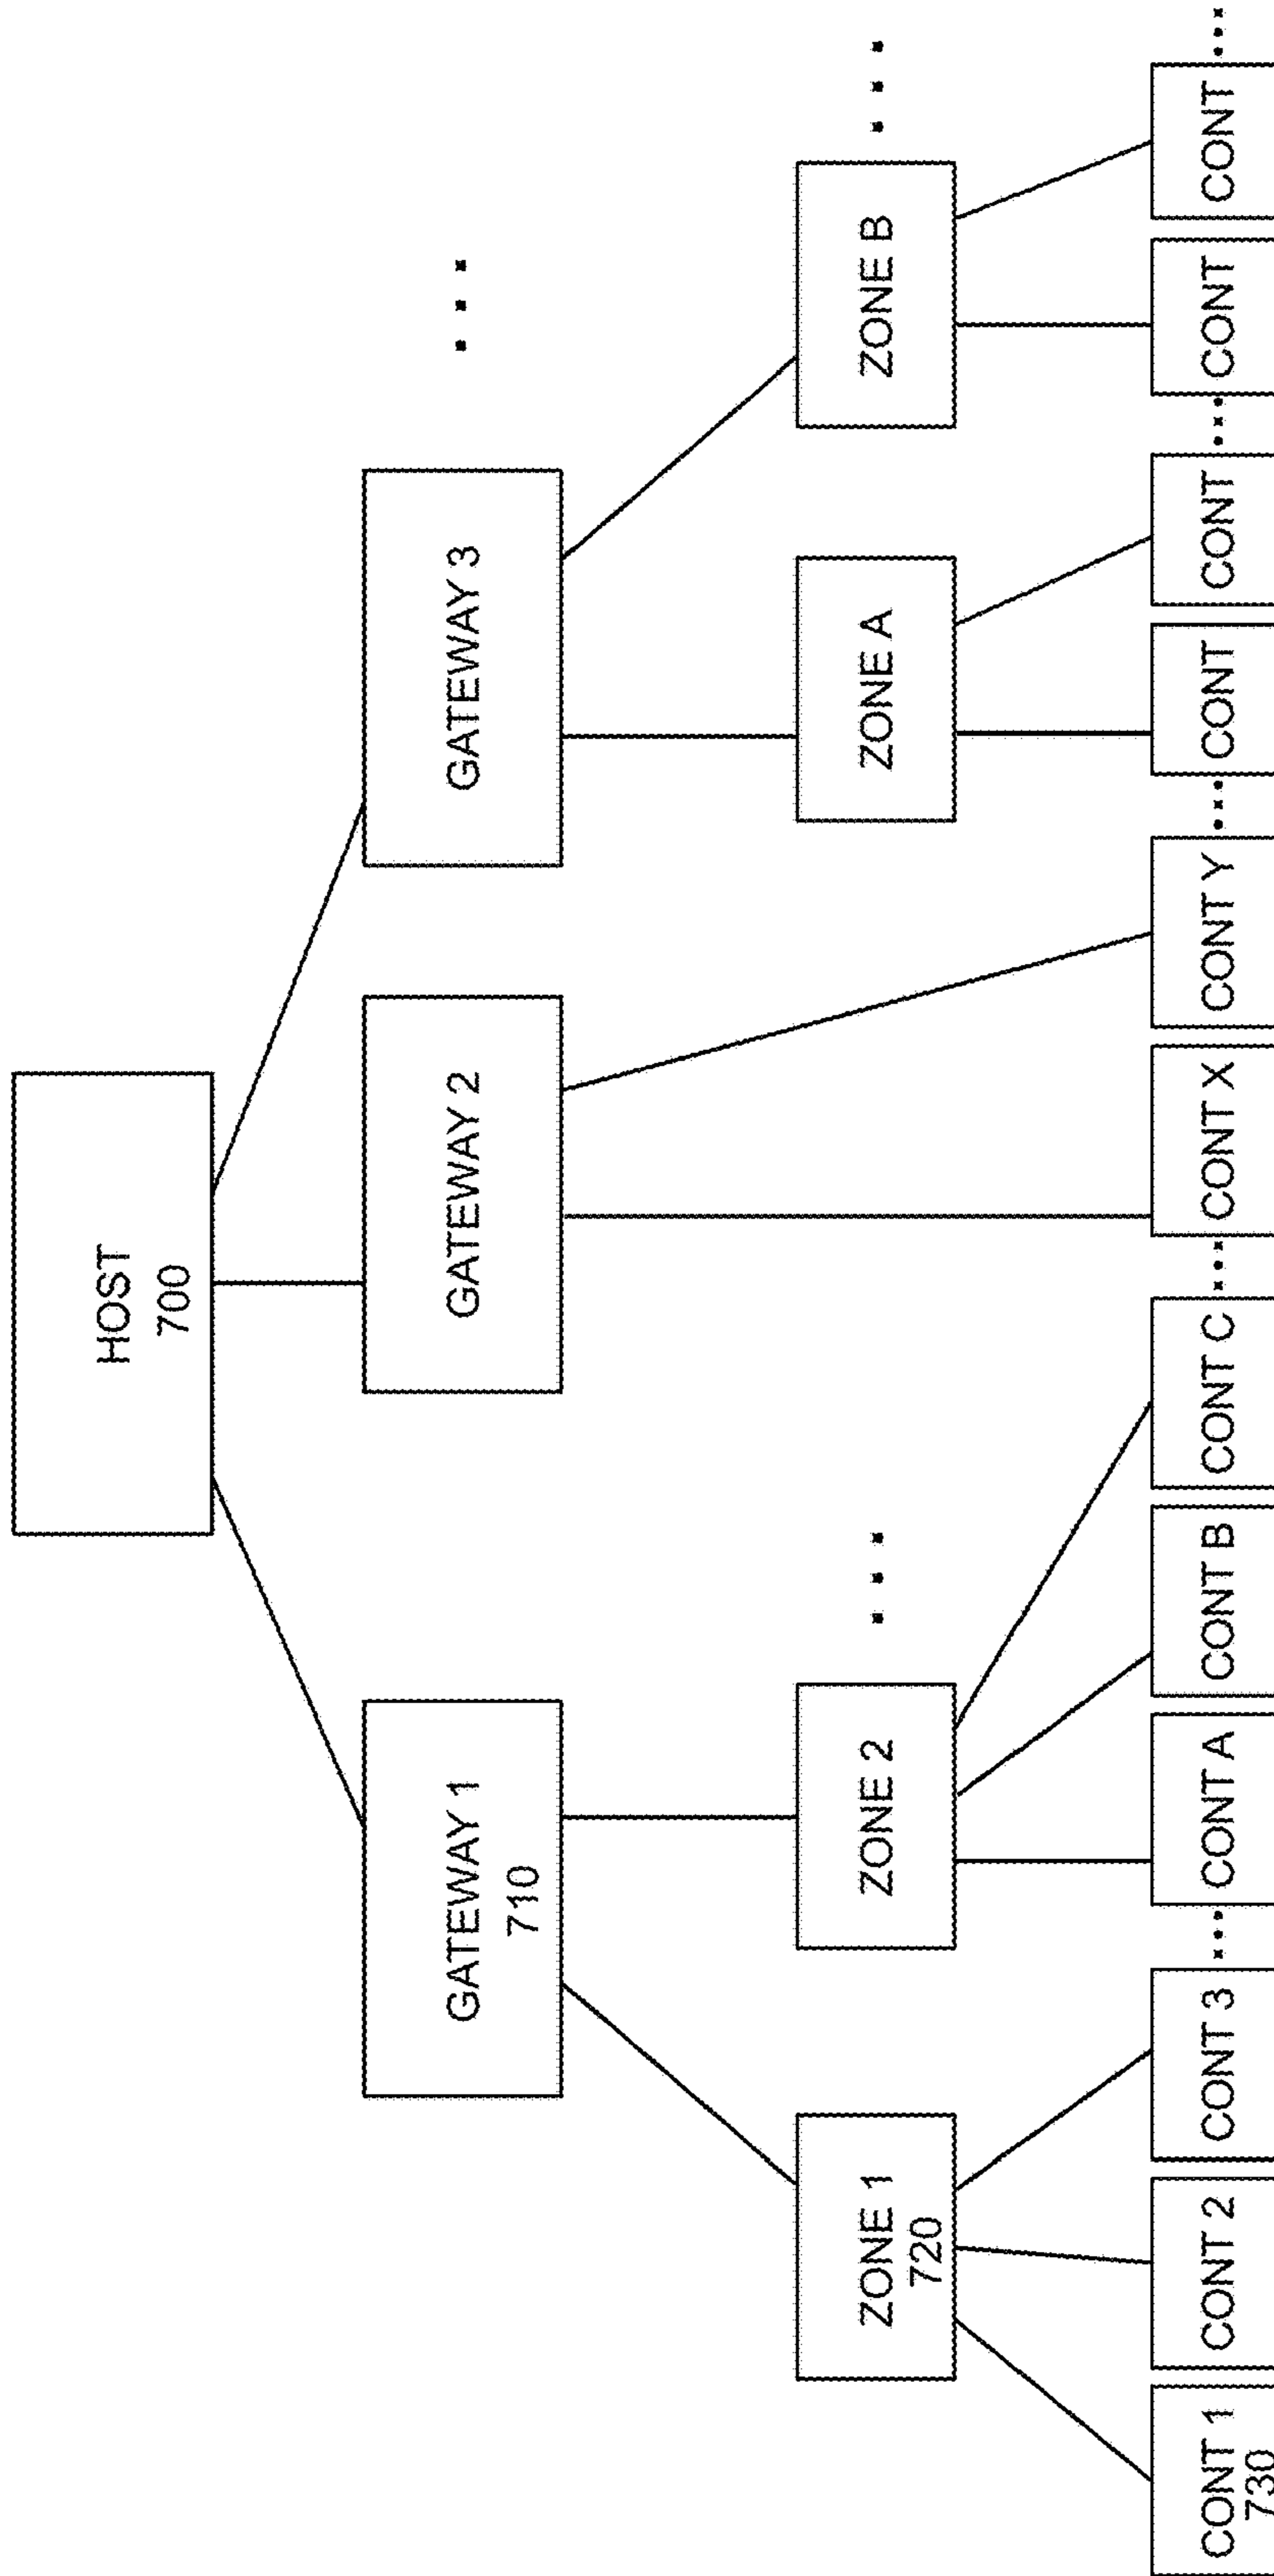 HOST
700
GATEWAY 1
710
GATEWAY 2
GATEWAY 3
ZONE 1
720
ZONE 2
ZONE A
ZONE B
CONT 1
730
CONT 2
CONT 3
CONT A
CONT B
CONT C
CONT X
CONT Y
CONT
CONT
CONT
CONT